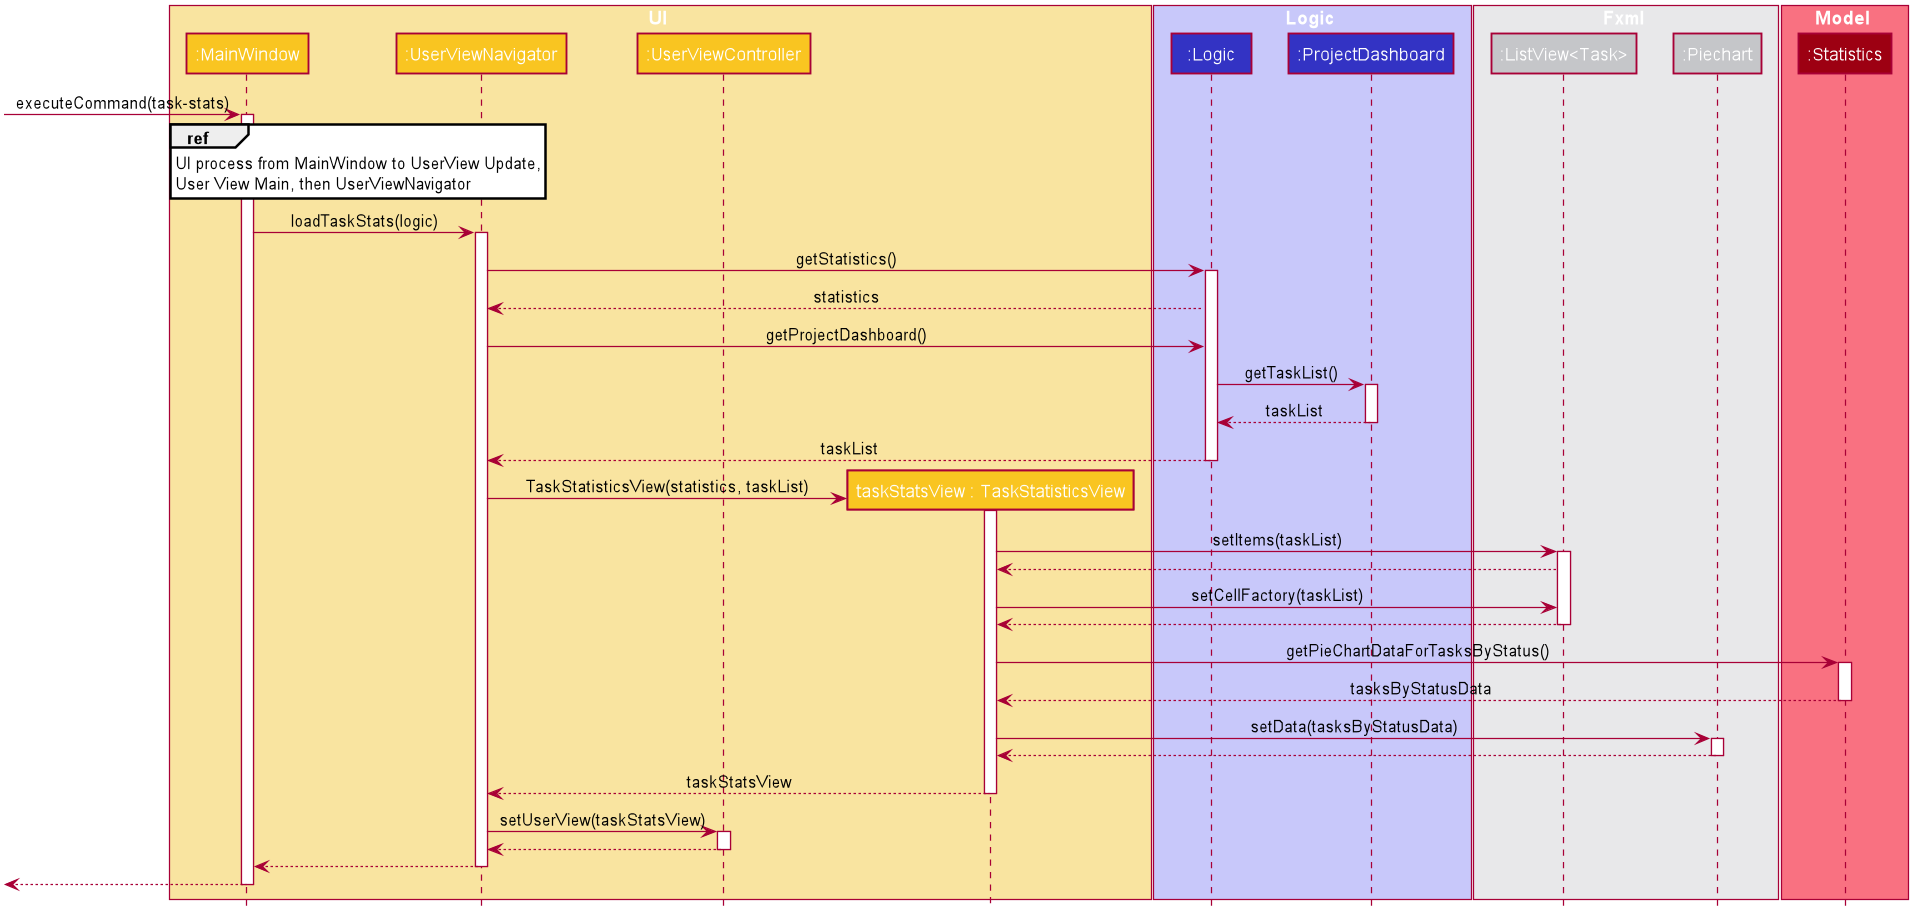 UI
Logic
Fxml
Model
:MainWindow
:UserViewNavigator
:UserViewController
:Logic
:ProjectDashboard
:ListView<Task>
:Piechart
:Statistics
executeCommand(task-stats)
ref
UI process from MainWindow to UserView Update,
User View Main, then UserViewNavigator
loadTaskStats(logic)
getStatistics()
statistics
getProjectDashboard()
getTaskList()
taskList
taskList
TaskStatisticsView(statistics, taskList)
taskStatsView : TaskStatisticsView
setItems(taskList)
setCellFactory(taskList)
getPieChartDataForTasksByStatus()
tasksByStatusData
setData(tasksByStatusData)
taskStatsView
setUserView(taskStatsView)